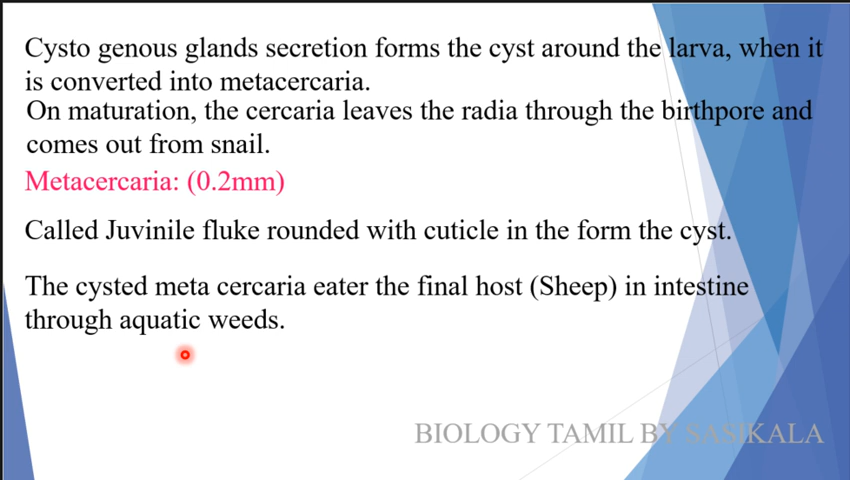 Cysto genous glands secretion forms the cyst around the larva, when it
is converted into metacercaria.
On maturation, the cercaria leaves the radia through the birthpore and
comes out from snail.
Metacercaria: (0.2mm)
Called Juvinile fluke rounded with cuticle in the form the cyst.
The cysted meta cercaria eater the final host (Sheep) in intestine
through aquatic weeds.
BIOLOGY TAMIL BY SASIKALA